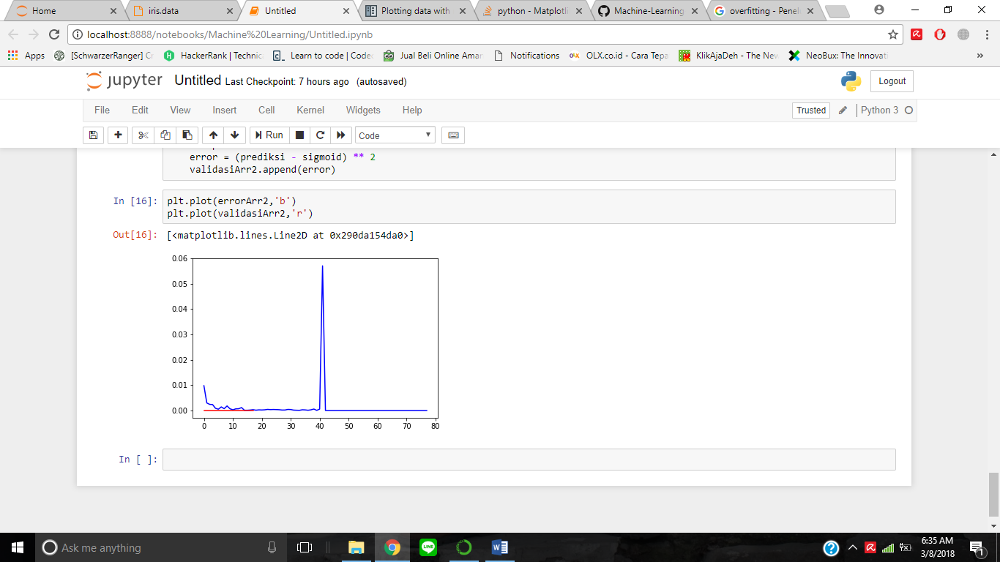 Home
iris.data
Untitled
Plotting data with
python - Matplotli
Machine-Learning
overfitting - Penel
localhost:8888/notebooks/Machine%20Learning/Untitled.ipynb
Apps
[SchwarzerRanger] Cr
HackerRank | Technic
Learn to code | Codec
Jual Beli Online Aman
Notifications
OLX.co.id - Cara Tepa
KlikAjaDeh - The New
NeoBux: The Innovati
»
jupyter Untitled Last Checkpoint: 7 hours ago (autosaved)
Logout
File Edit View Insert Cell Kernel Widgets Help
Trusted
Python 3
Run
Code
error = (prediksi - sigmoid) ** 2
validasiArr2.append(error)
In [16]:
plt.plot(errorArr2,'b')
plt.plot(validasiArr2,'r')
Out[16]: [<matplotlib.lines.Line2D at 0x290da154da0>]
0.06
0.05
0.04
0.03
0.02
0.01
0.00
0 10 20 30 40 50 60 70 80
In [ ]:
Ask me anything
LINE
6:35 AM
3/8/2018
1